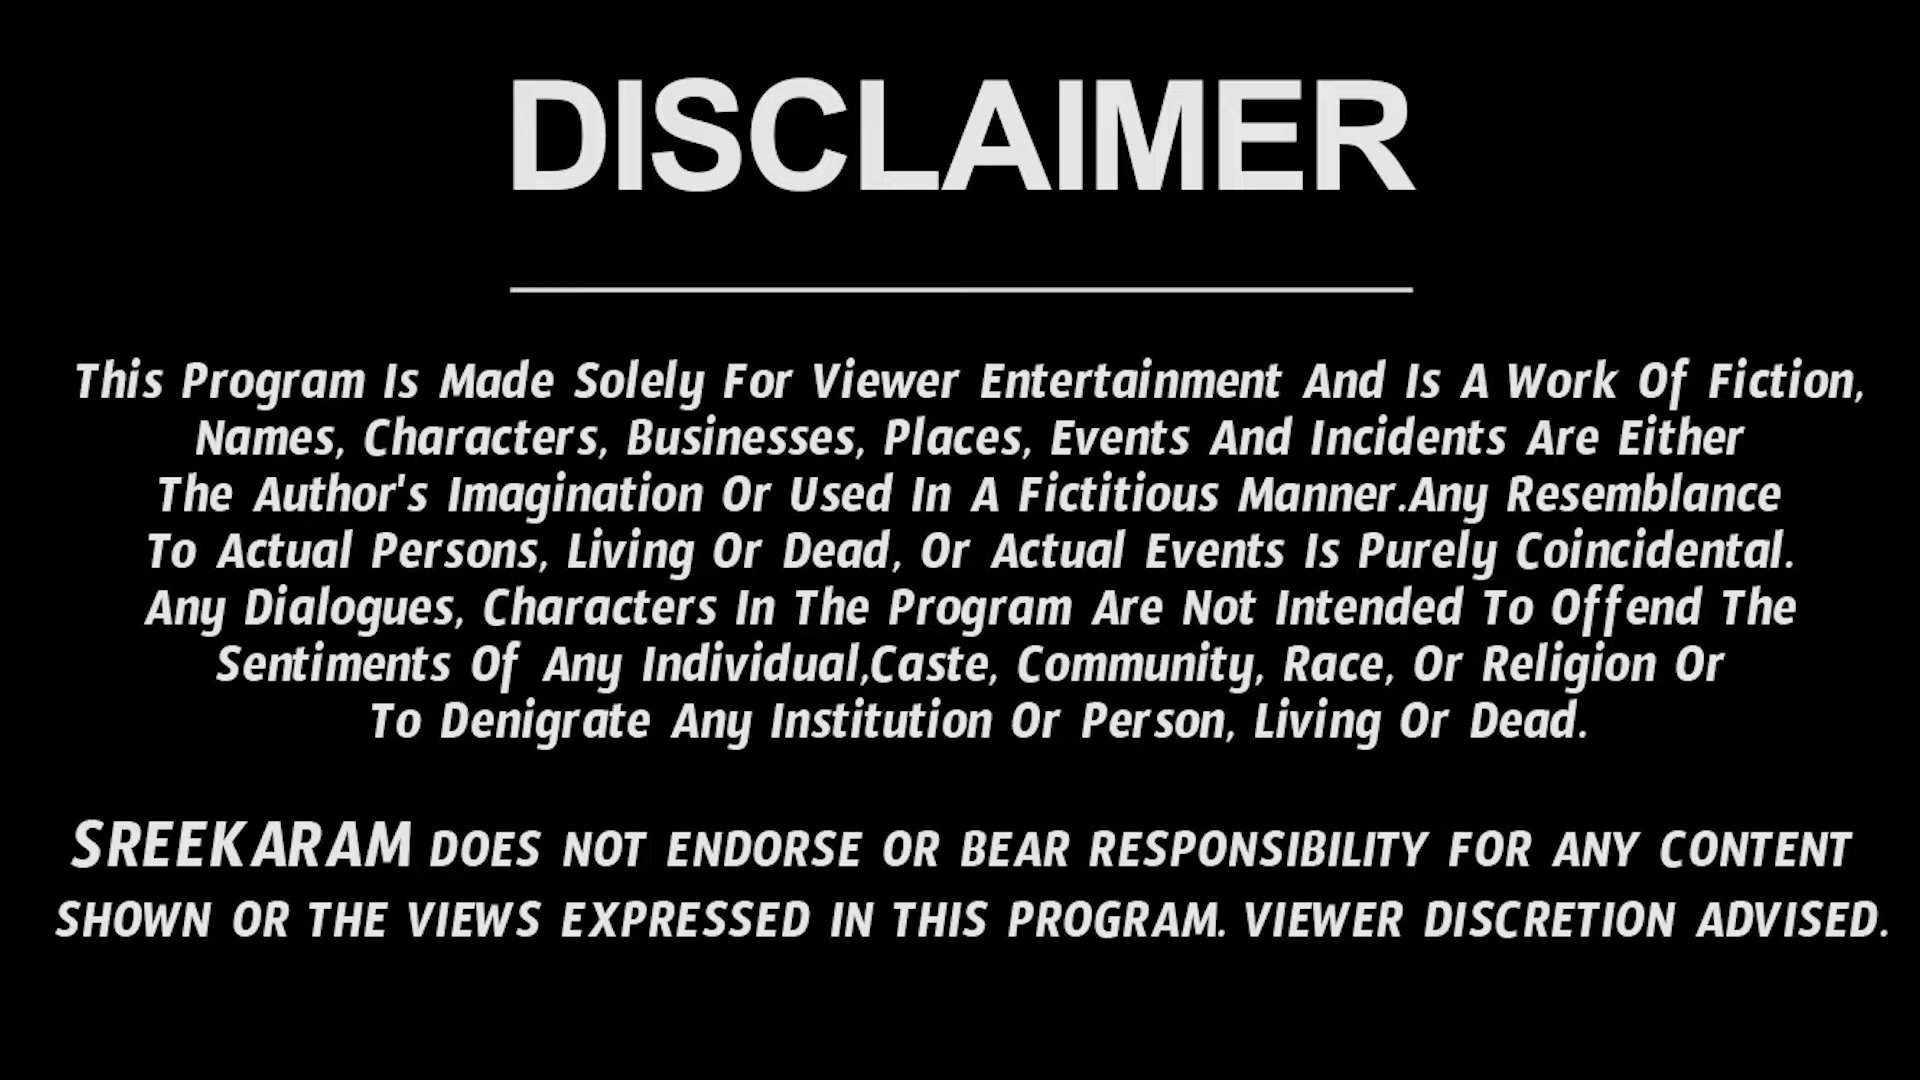 DISCLAIMER
This Program Is Made Solely For Viewer Entertainment And Is A Work Of Fiction,
Names, Characters, Businesses, Places, Events And Incidents Are Either
The Author's Imagination Or Used In A Fictitious Manner.Any Resemblance
To Actual Persons, Living Or Dead, Or Actual Events Is Purely Coincidental.
Any Dialogues, Characters In The Program Are Not Intended To Offend The
Sentiments Of Any Individual,Caste, Community, Race, Or Religion Or
To Denigrate Any Institution Or Person, Living Or Dead.
SREEKARAM DOES NOT ENDORSE OR BEAR RESPONSIBILITY FOR ANY CONTENT
SHOWN OR THE VIEWS EXPRESSED IN THIS PROGRAM. VIEWER DISCRETION ADVISED.